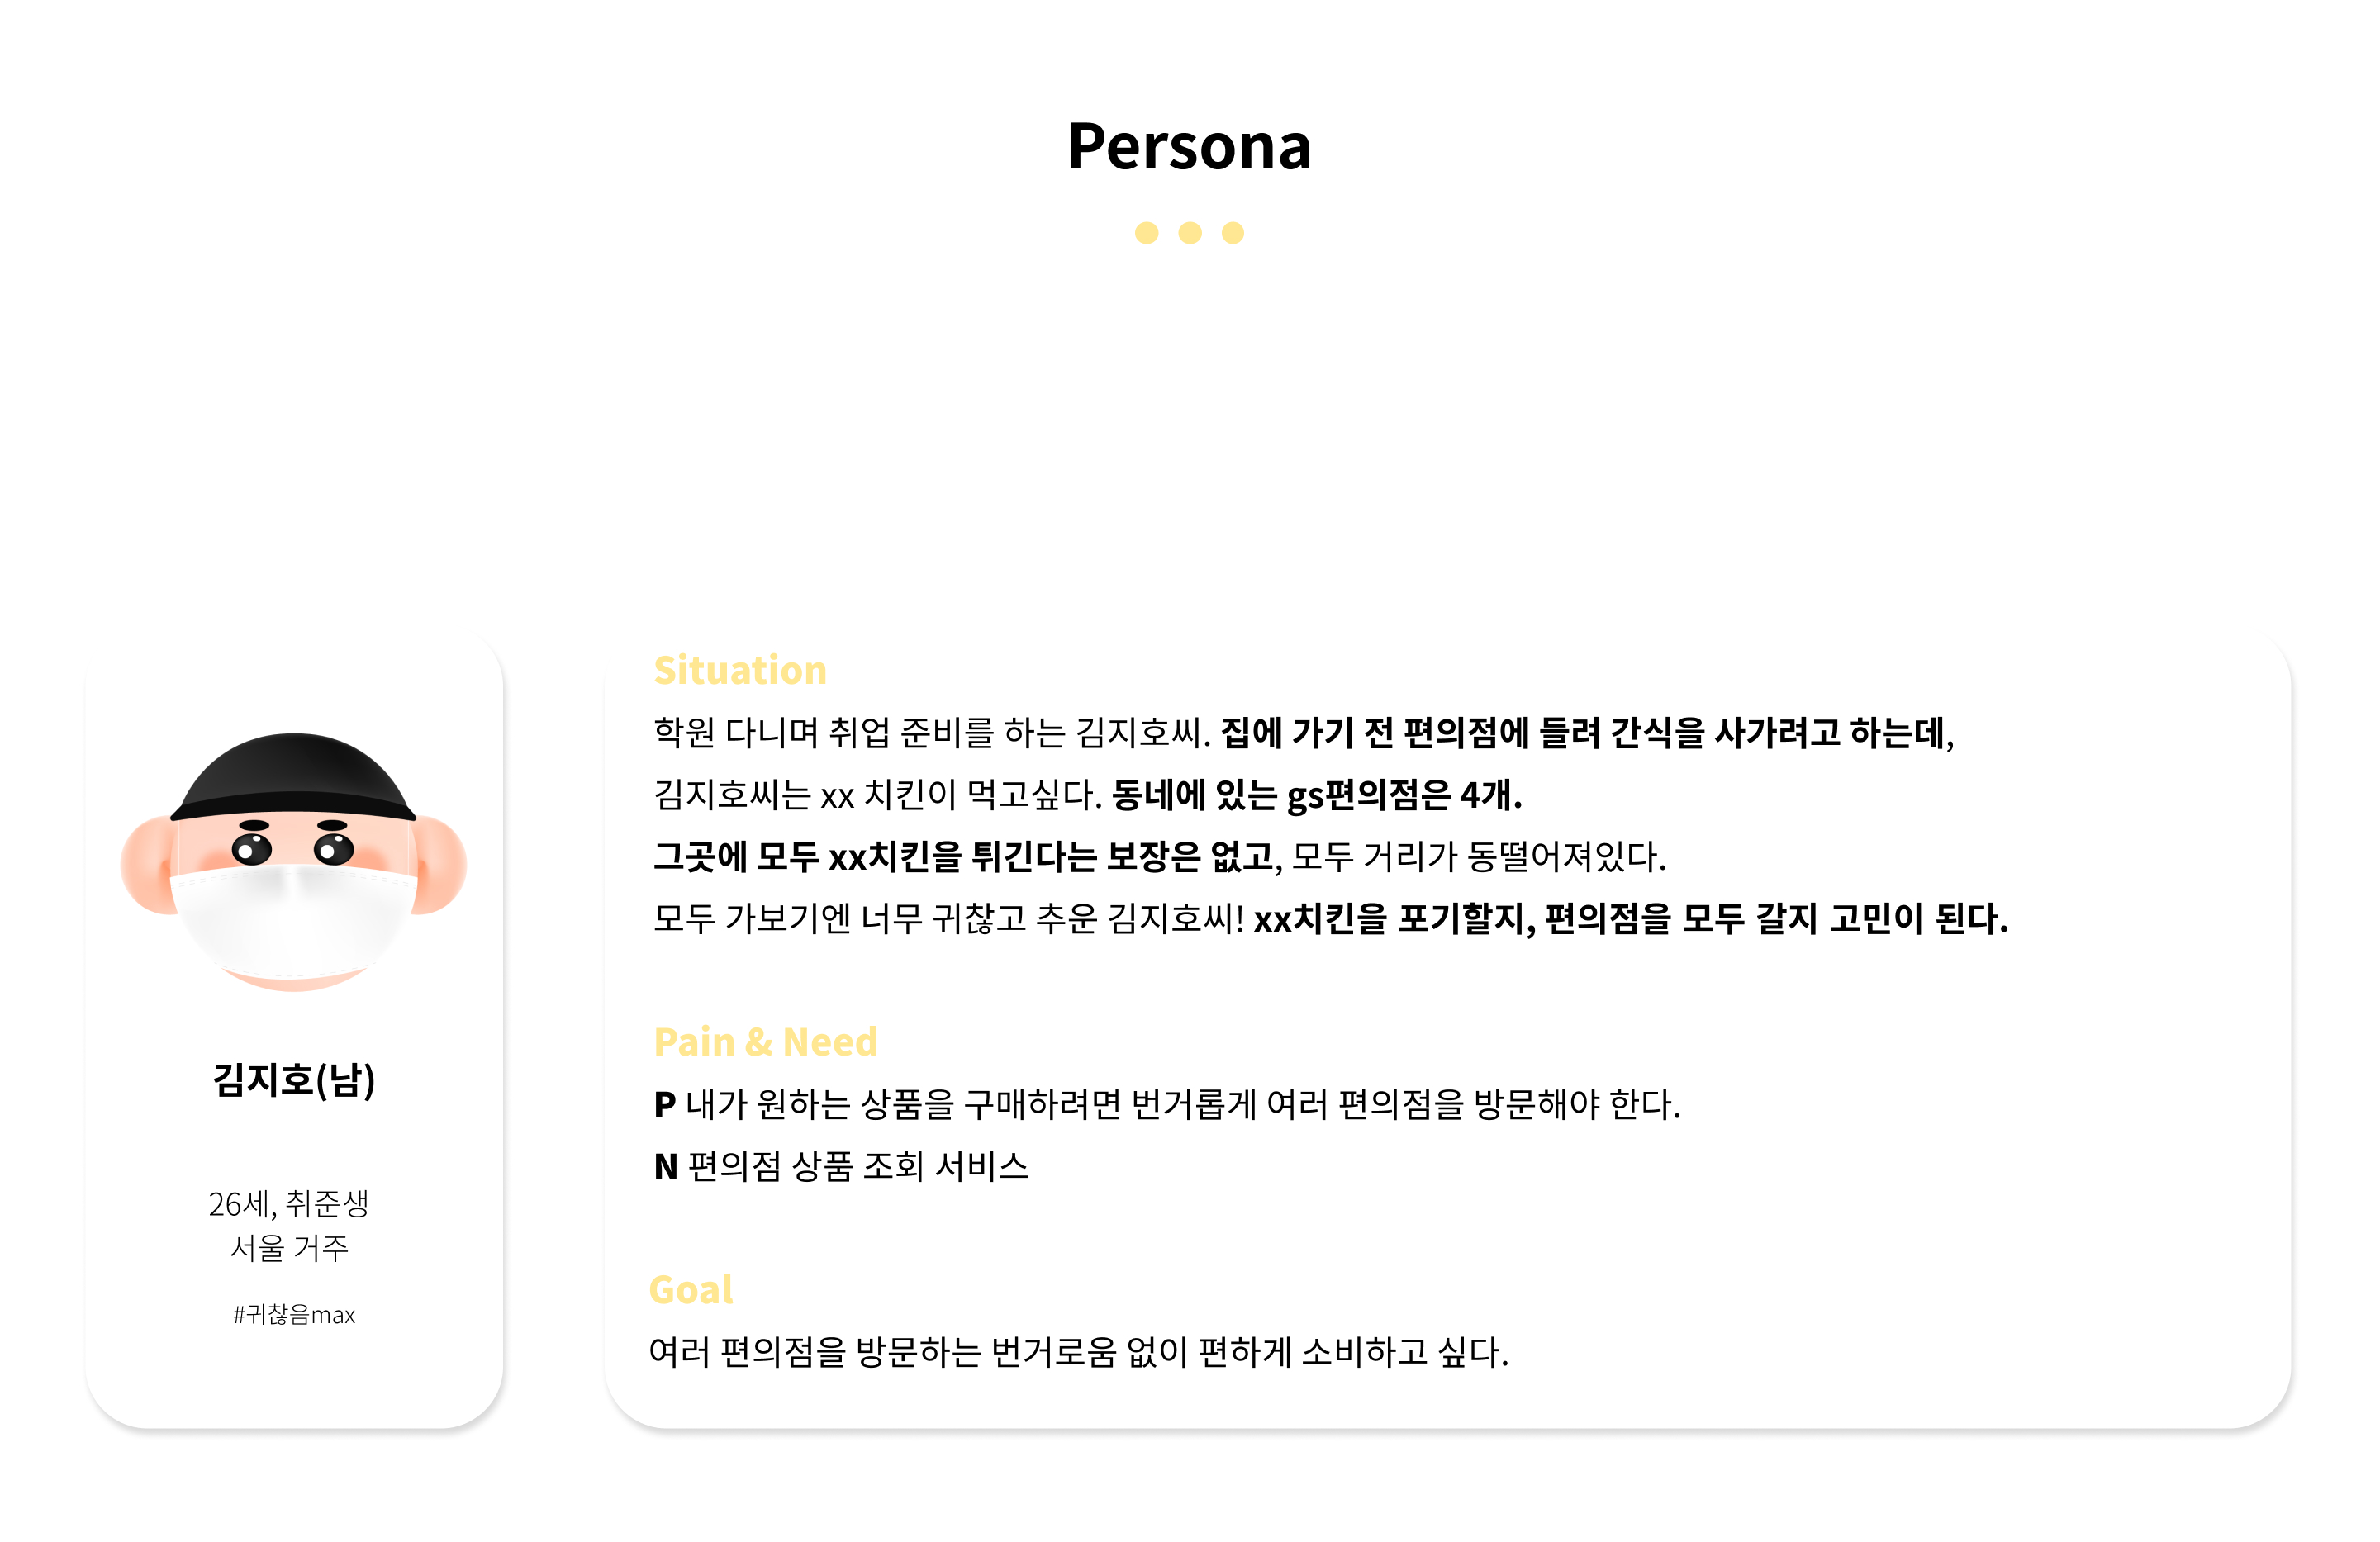 Persona
김지호(남)
26세, 취준생
서울 거주
#귀찮음max
Situation
학원 다니며 취업 준비를 하는 김지호씨. 집에 가기 전 편의점에 들려 간식을 사가려고 하는데,
김지호씨는 xx 치킨이 먹고싶다. 동네에 있는 gs편의점은 4개.
그곳에 모두 xx치킨을 튀긴다는 보장은 없고, 모두 거리가 동떨어져있다.
모두 가보기엔 너무 귀찮고 추운 김지호씨! xx치킨을 포기할지, 편의점을 모두 갈지 고민이 된다.
Pain & Need
P 내가 원하는 상품을 구매하려면 번거롭게 여러 편의점을 방문해야 한다.
N 편의점 상품 조회 서비스
Goal
여러 편의점을 방문하는 번거로움 없이 편하게 소비하고 싶다.